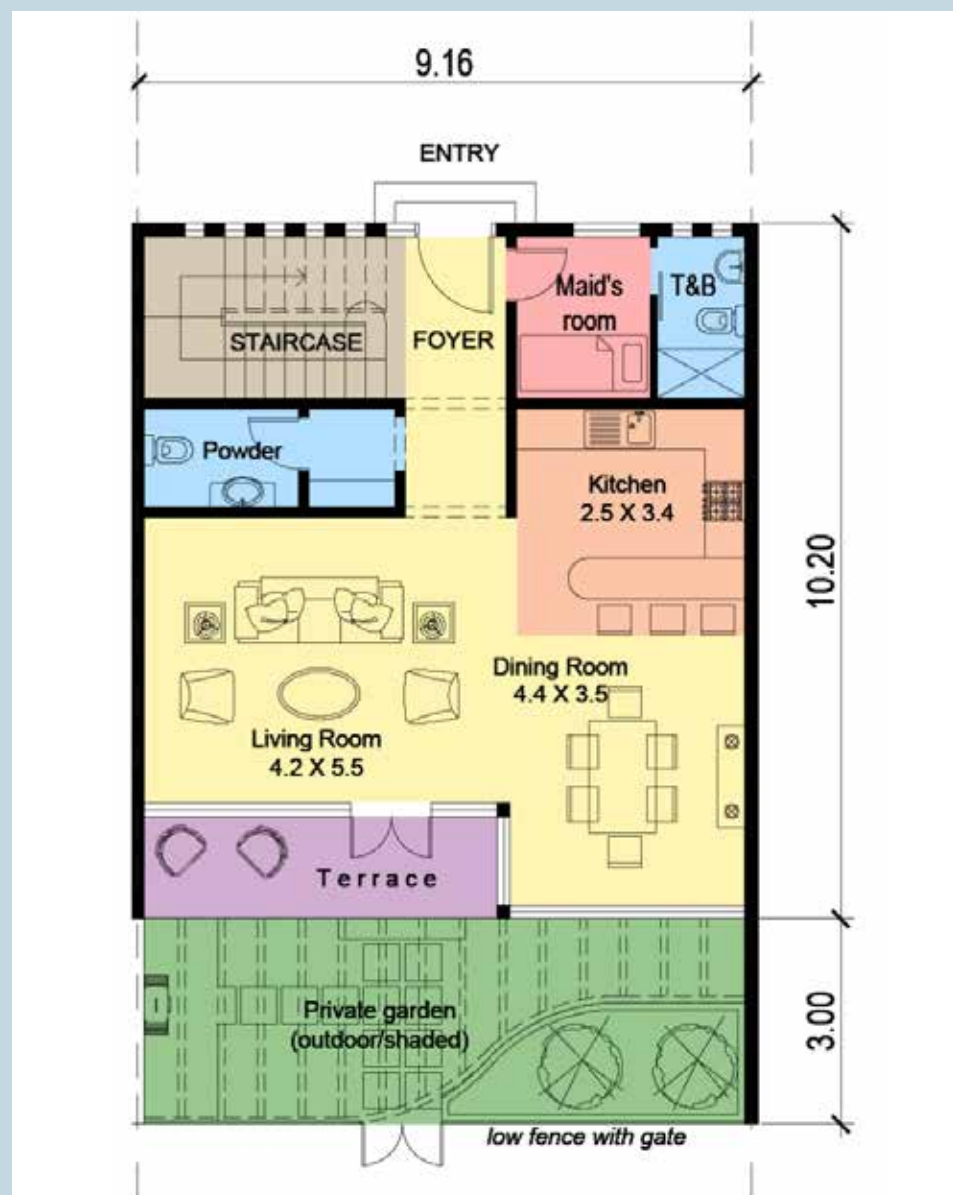 9.16
ENTRY
Maid's
room
T&B
STAIRCASE
FOYER
Powder
Kitchen
2.5 X 3.4
10.20
Dining Room
4.4 X 3.5
Living Room
4.2 X 5.5
Terrace
Private garden
(outdoor/shaded)
3.00
low fence with gate